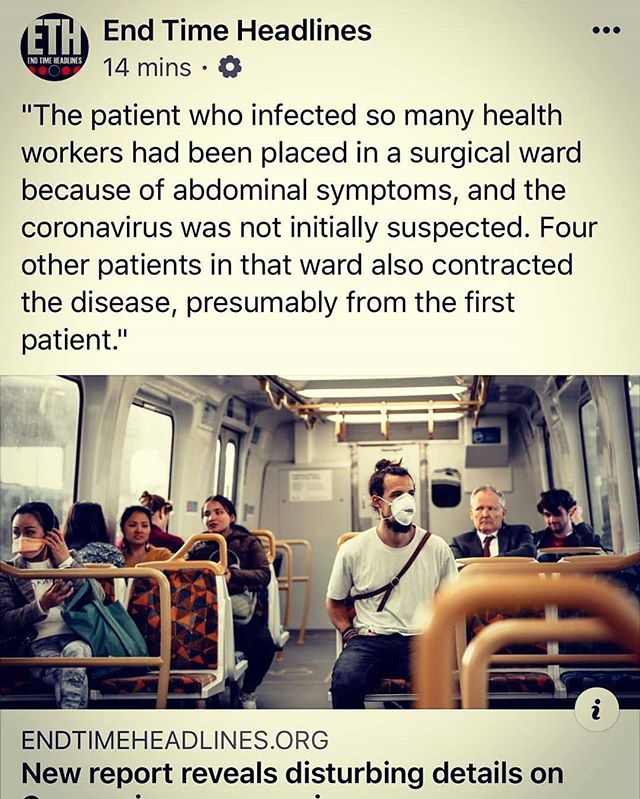 ETH
END TIME HEADLINES
End Time Headlines
14 mins ·
"The patient who infected so many health
workers had been placed in a surgical ward
because of abdominal symptoms, and the
coronavirus was not initially suspected. Four
other patients in that ward also contracted
the disease, presumably from the first
patient."
i
ENDTIMEHEADLINES.ORG
New report reveals disturbing details on